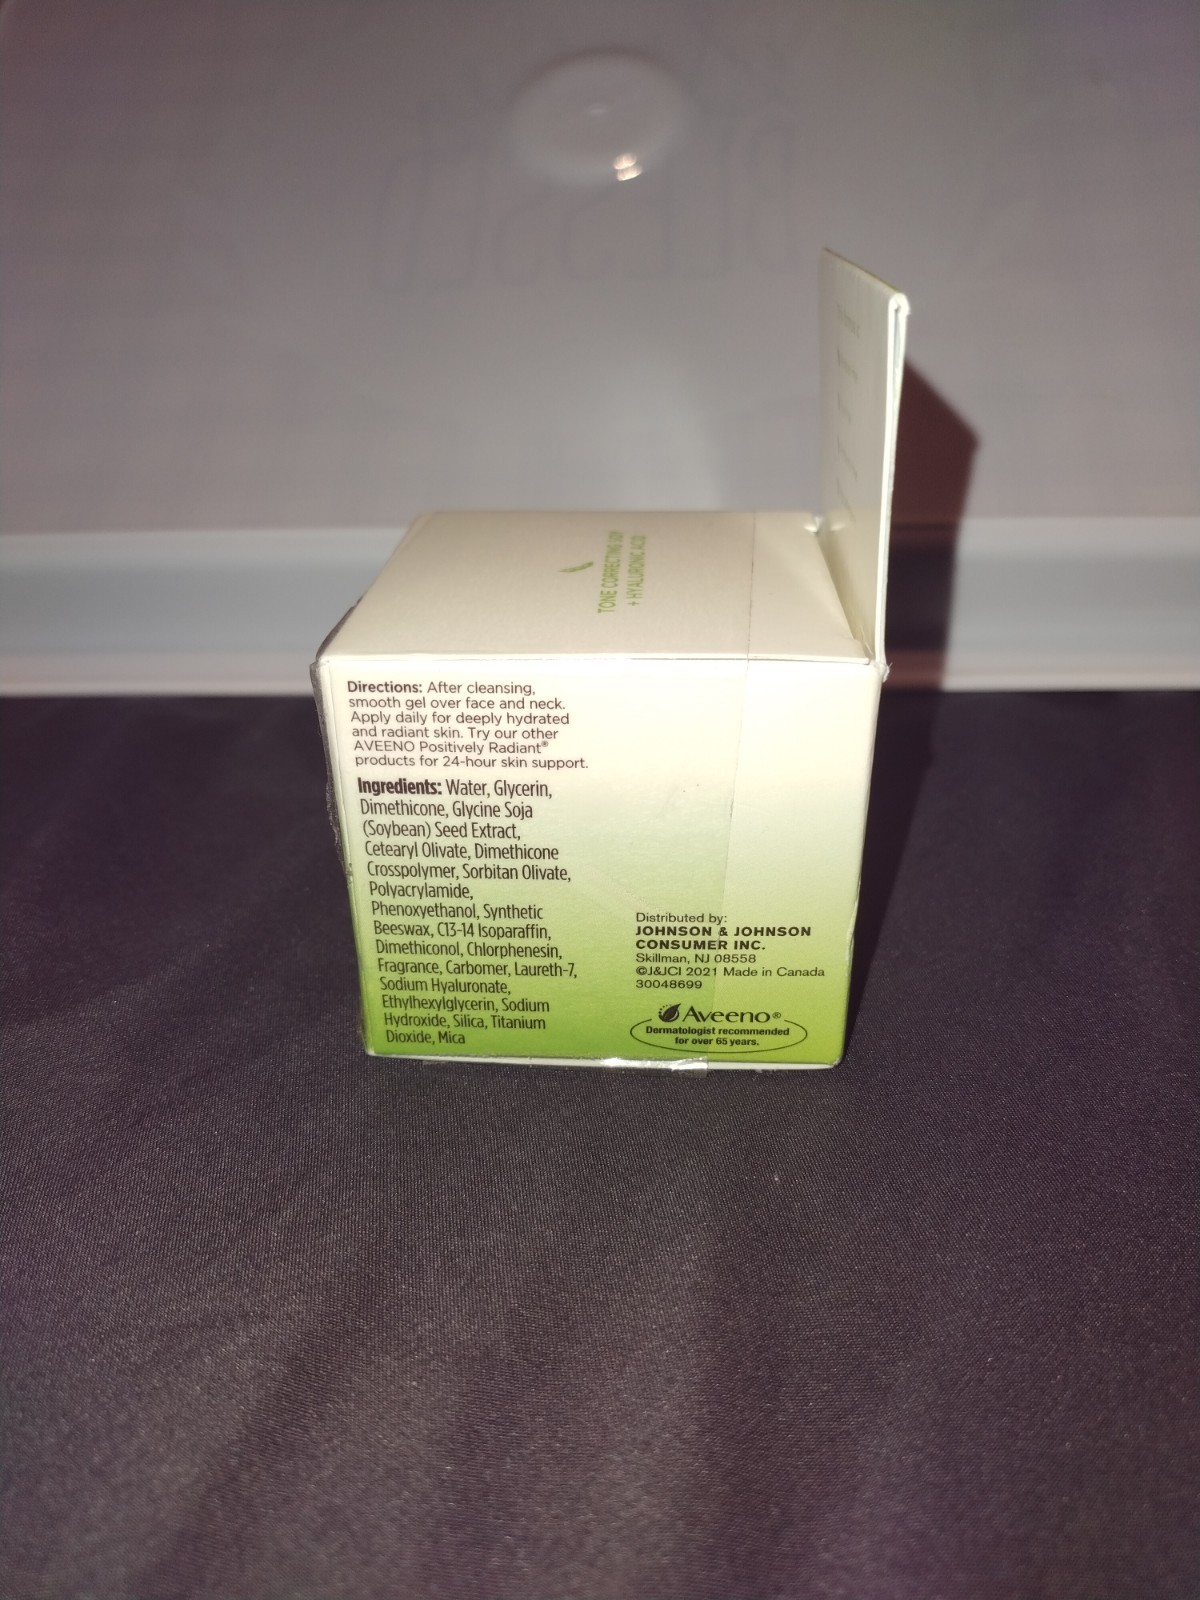 TONE CORRECTING SOY
+ HYALURONIC ACID
Directions: After cleansing,
smooth gel over face and neck.
Apply daily for deeply hydrated
and radiant skin. Try our other
AVEENO Positively Radiant®
products for 24-hour skin support.
Ingredients: Water, Glycerin,
Dimethicone, Glycine Soja
(Soybean) Seed Extract,
Cetearyl Olivate, Dimethicone
Crosspolymer, Sorbitan Olivate,
Polyacrylamide,
Phenoxyethanol, Synthetic
Beeswax, C13-14 Isoparaffin,
Dimethiconol, Chlorphenesin,
Fragrance, Carbomer, Laureth-7,
Sodium Hyaluronate,
Ethylhexylglycerin, Sodium
Hydroxide, Silica, Titanium
Dioxide, Mica
Distributed by:
JOHNSON & JOHNSON
CONSUMER INC.
Skillman, NJ 08558
©J&JCI 2021 Made in Canada
30048699
Aveeno®
Dermatologist recommended
for over 65 years.